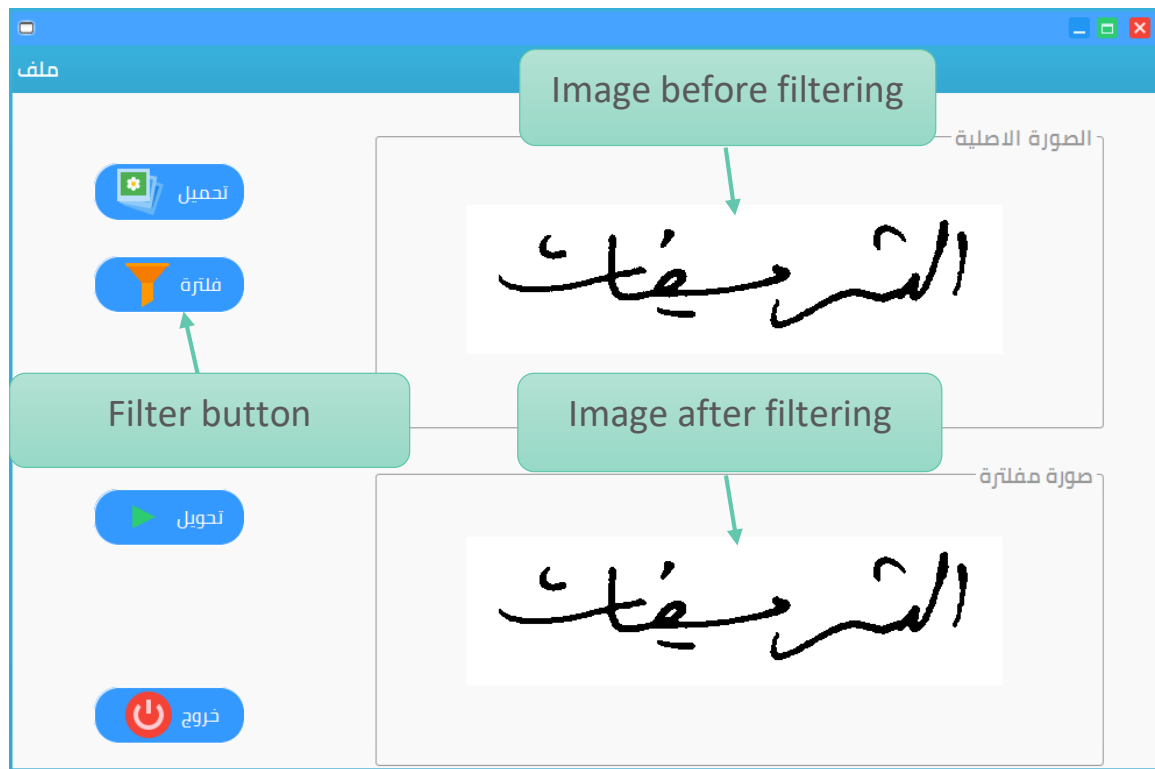 ملف
Image before filtering
الصورة الاصلية
تحميل
فلترة
Filter button
Image after filtering
صورة مفلترة
تحويل
خروج